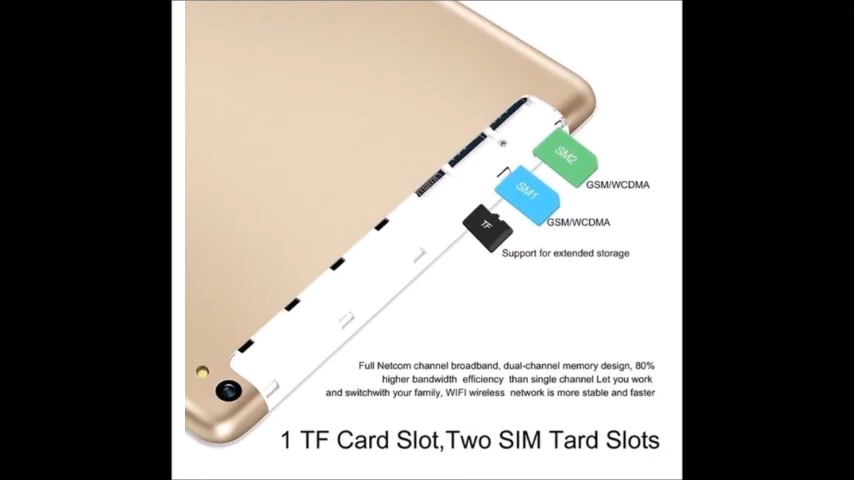 SM2
GSM/WCDMA
SM1
GSM/WCDMA
TF
Support for extended storage
Full Netcom channel broadband, dual-channel memory design, 80%
higher bandwidth efficiency than single channel Let you work
and switchwith your family, WIFI wireless network is more stable and faster
1 TF Card Slot,Two SIM Tard Slots